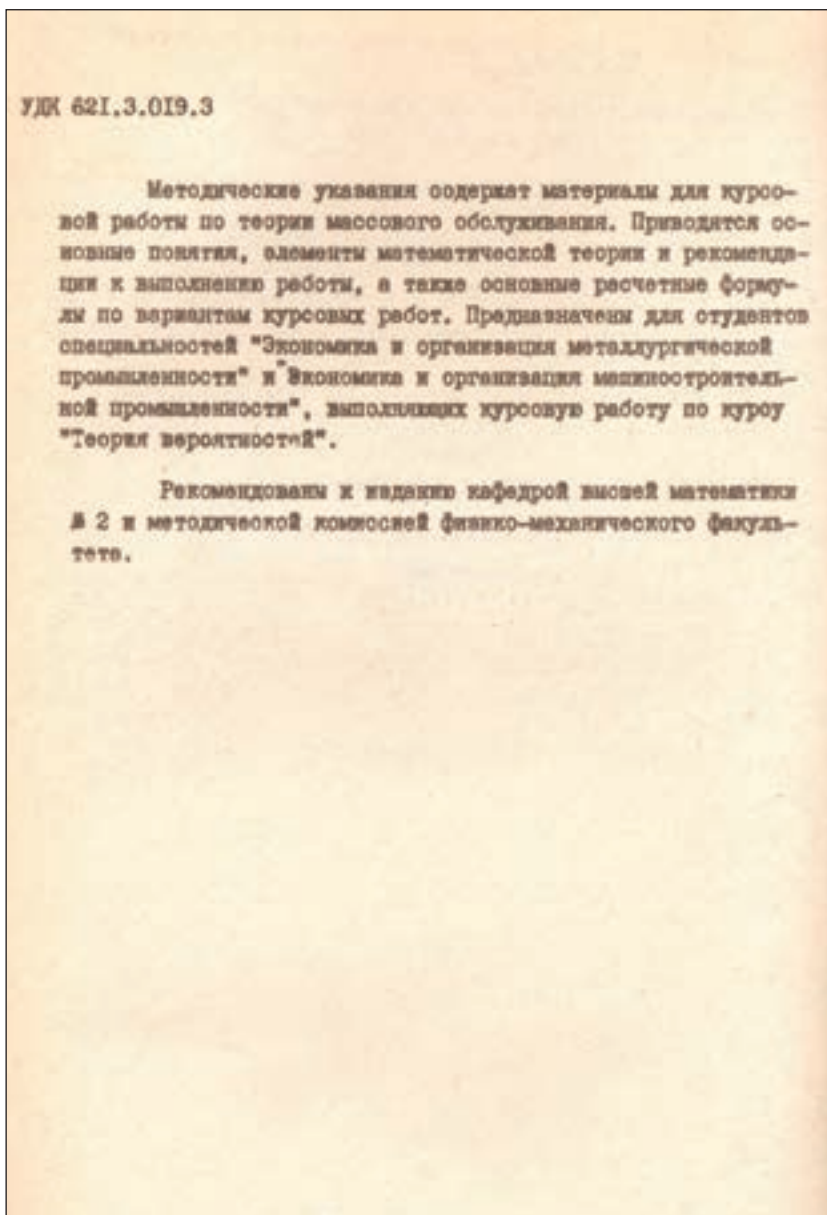 УДК 62I.3.0I9.3
Методические указания содержат материалы для курсо-
вой работы по теории массового обслуживания. Приводятся ос-
новные понятия, элементы математической теории и рекоменда-
ции к выполнению работы, а также основные расчетные форму-
лы по вариантам курсовых работ. Предназначены для студентов
специальностей "Экономика и организация металлургической
промышленности" и "Экономика и организация машиностроитель-
ной промышленности", выполняющих курсовую работу по курсу
"Теория вероятностей".
Рекомендованы к изданию кафедрой высшей математики
№ 2 и методической комиссией физико-механического факуль-
тета.